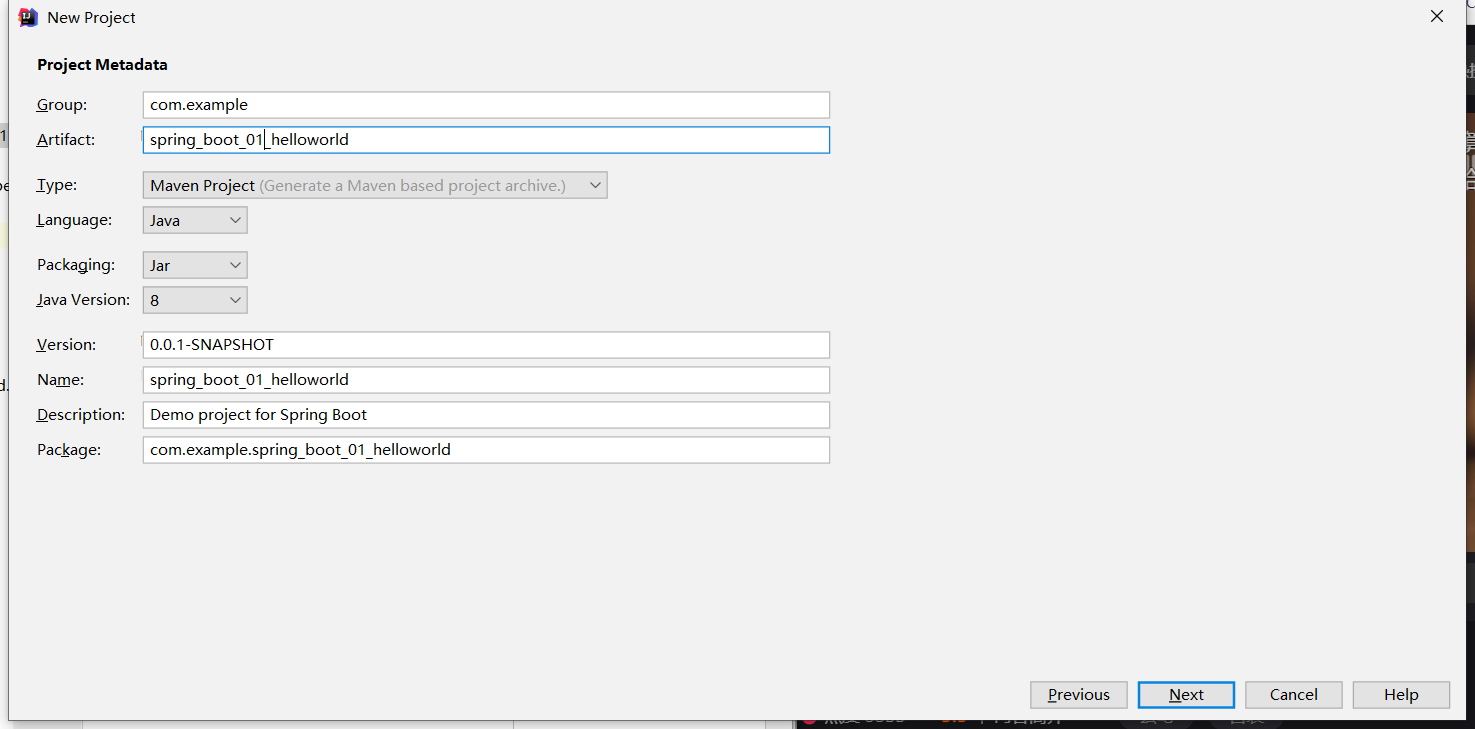 New Project
Project Metadata
Group: com.example
Artifact: spring_boot_01_helloworld
Type: Maven Project (Generate a Maven based project archive.)
Language: Java
Packaging: Jar
Java Version: 8
Version: 0.0.1-SNAPSHOT
Name: spring_boot_01_helloworld
Description: Demo project for Spring Boot
Package: com.example.spring_boot_01_helloworld
Previous Next Cancel Help